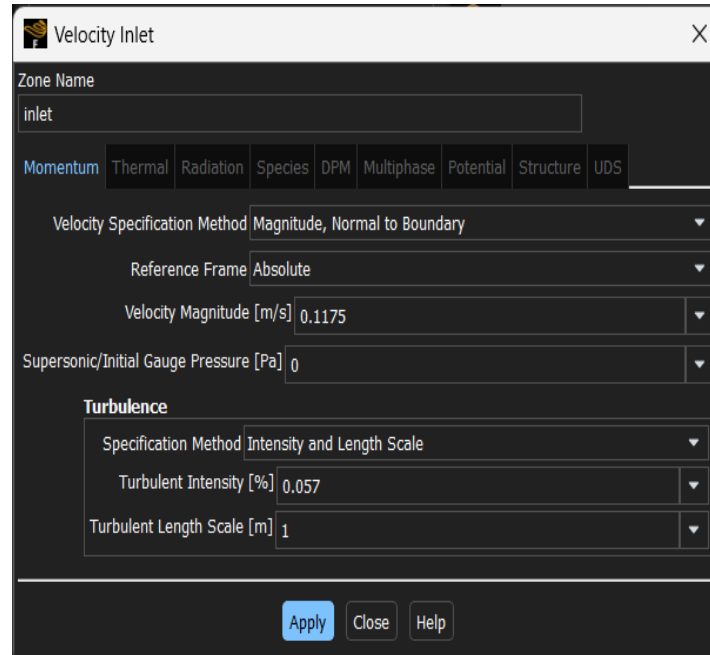 Velocity Inlet
Zone Name
inlet
Momentum Thermal Radiation Species DPM Multiphase Potential Structure UDS
Velocity Specification Method Magnitude, Normal to Boundary
Reference Frame Absolute
Velocity Magnitude [m/s] 0.1175
Supersonic/Initial Gauge Pressure [Pa] 0
Turbulence
Specification Method Intensity and Length Scale
Turbulent Intensity [%] 0.057
Turbulent Length Scale [m] 1
Apply Close Help